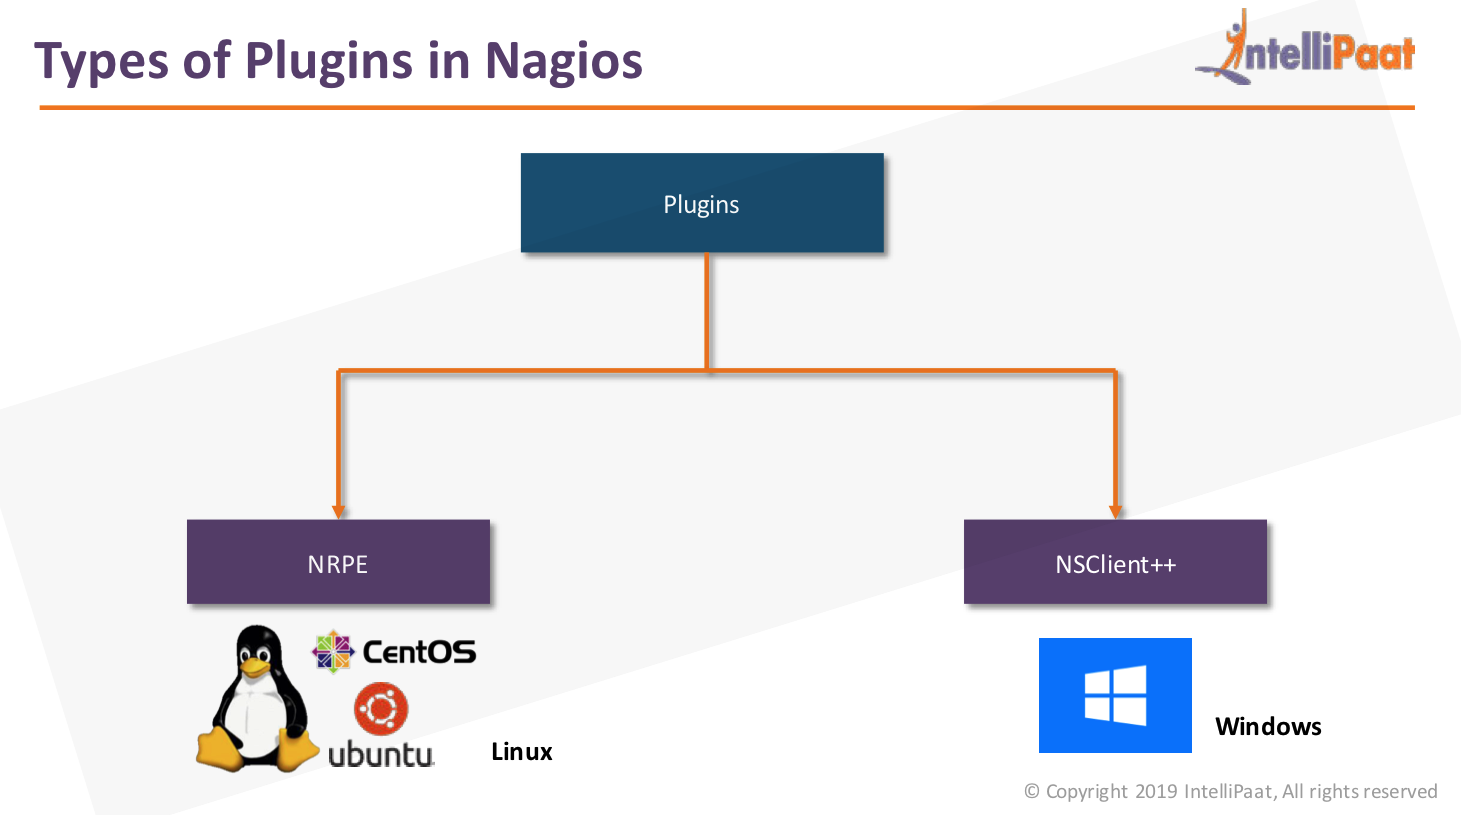 Types of Plugins in Nagios
IntelliPaat
Plugins
NRPE
NSClient++
CentOS
ubuntu
Linux
Windows
© Copyright 2019 IntelliPaat, All rights reserved